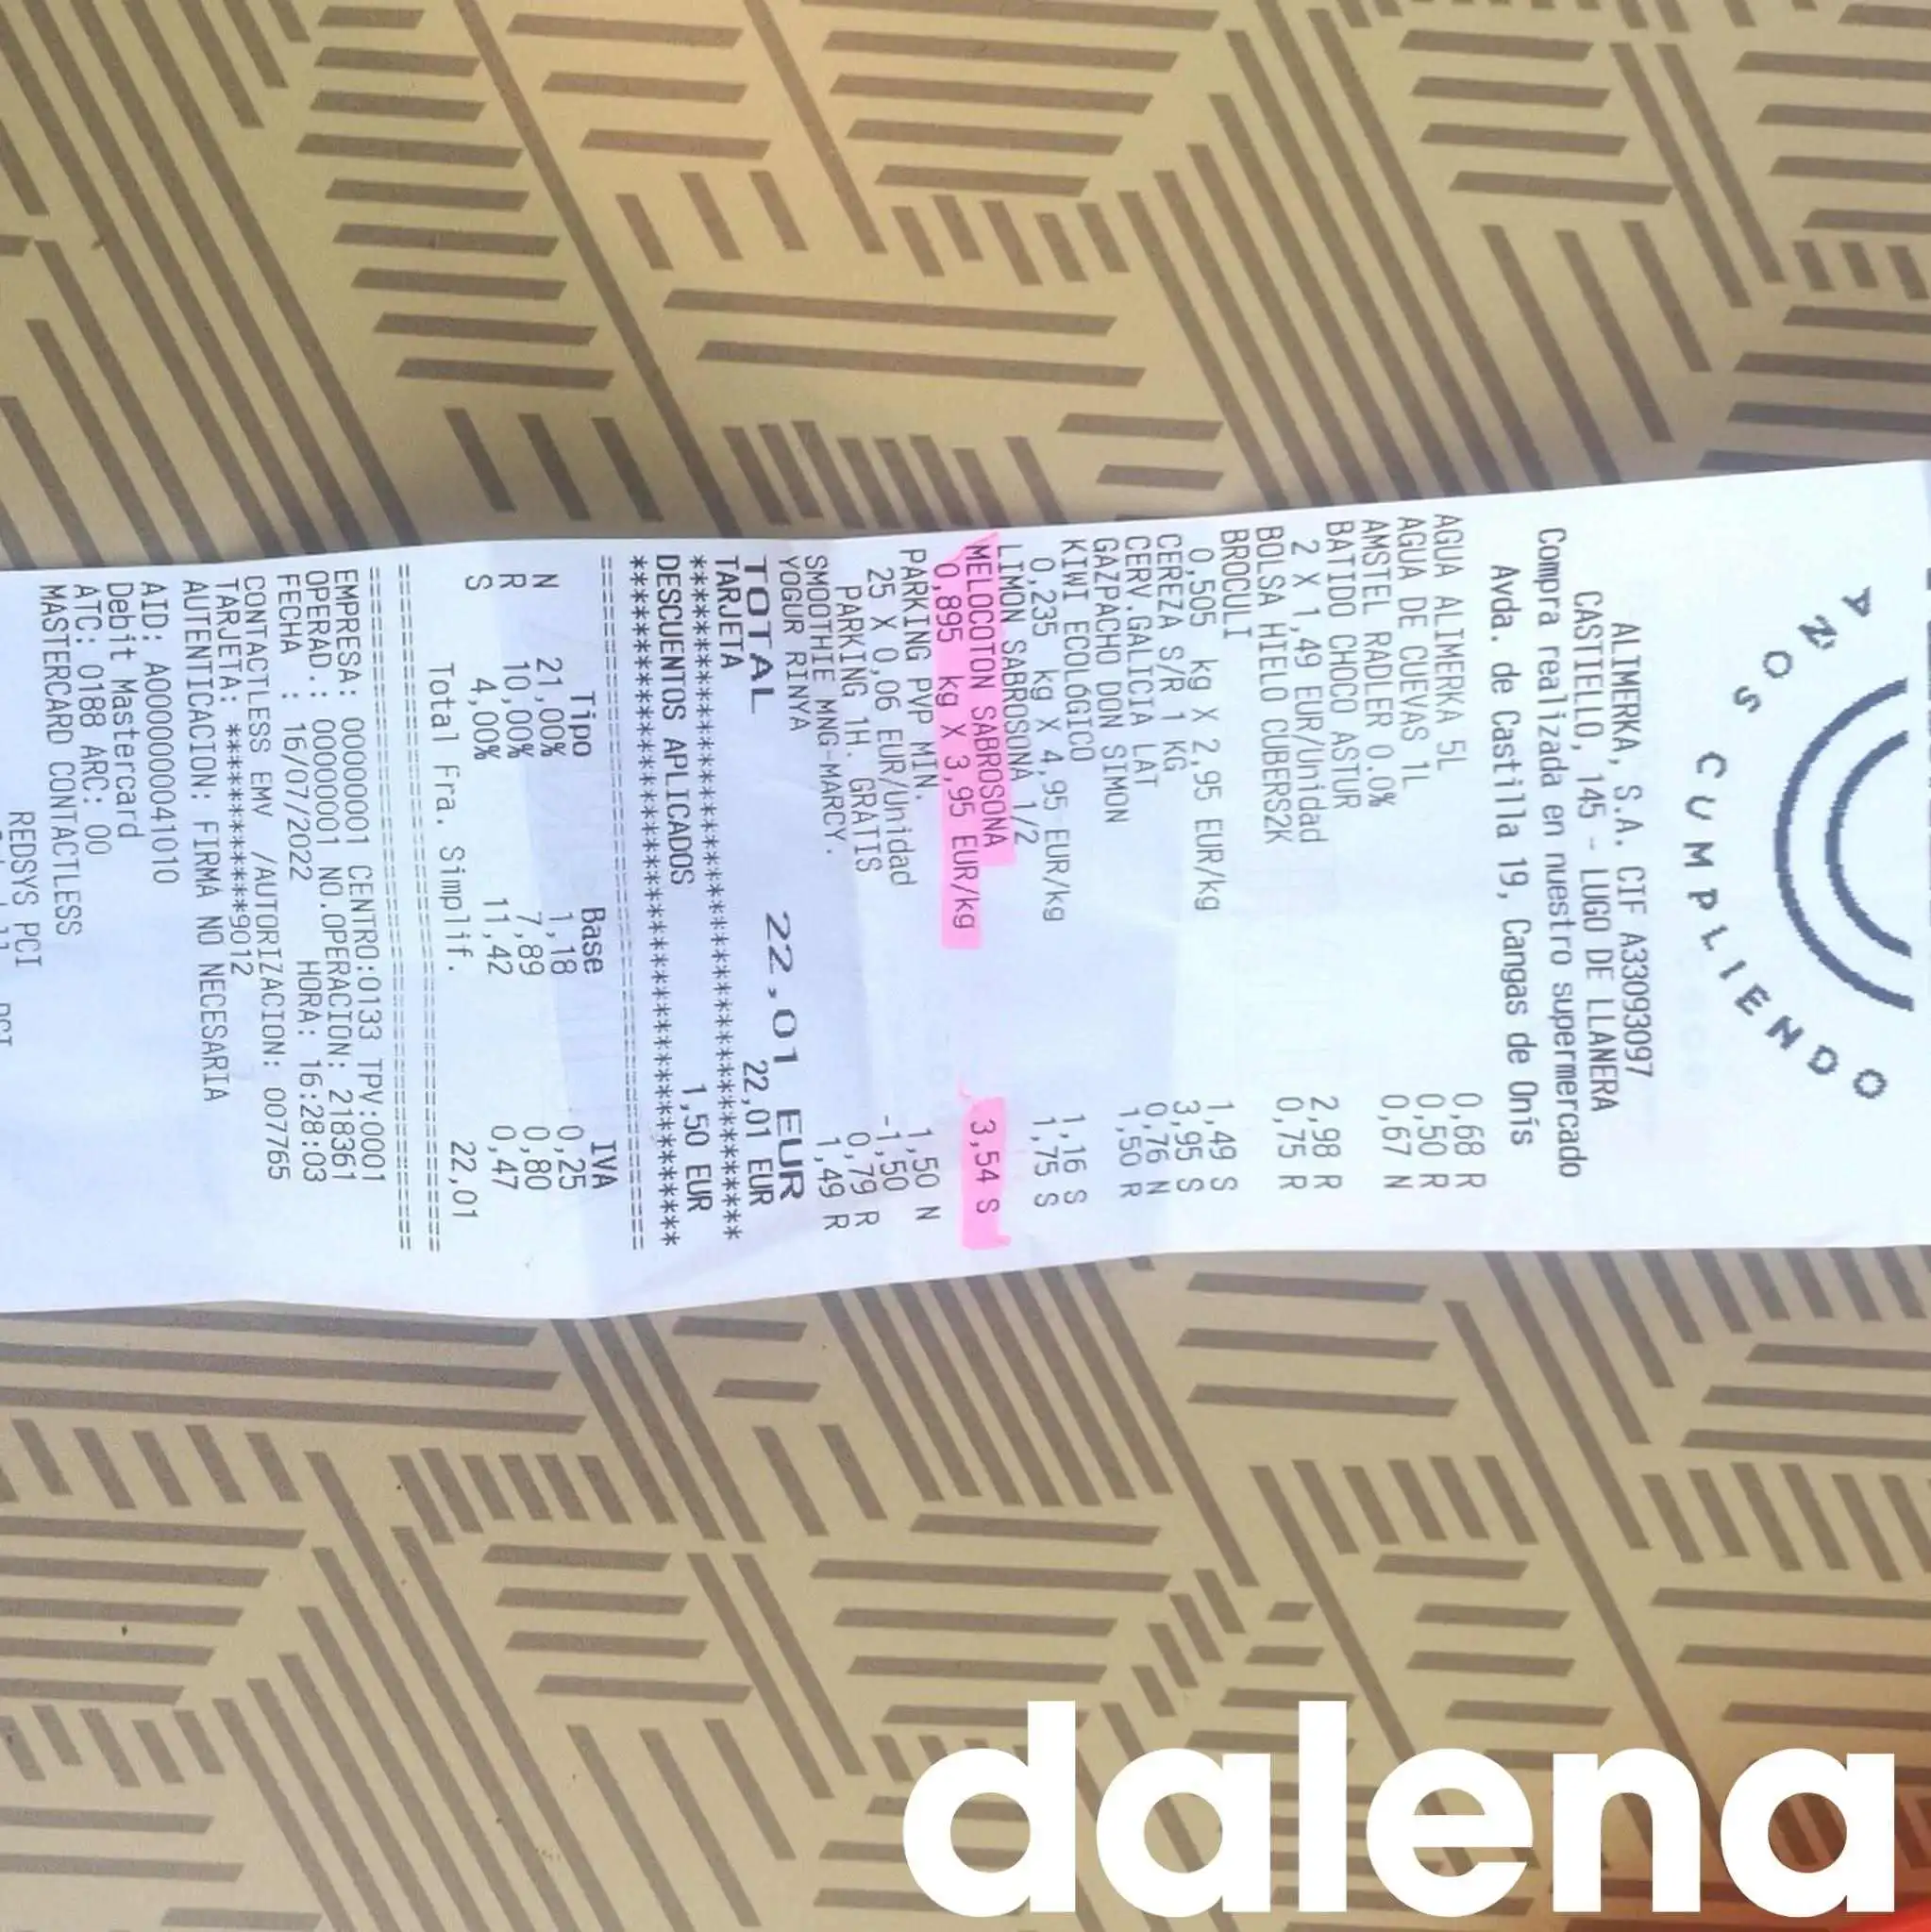 AÑOS CUMPLIENDO
ALIMERKA, S.A. CIF A33093097
CASTIELLO, 145 - LUGO DE LLANERA
Compra realizada en nuestro supermercado
Avda. de Castilla 19, Cangas de Onís
AGUA ALIMERKA 5L 0,68 R
AGUA DE CUEVAS 1L 0,50 R
AMSTEL RADLER 0.0% 0,67 N
BATIDO CHOCO ASTUR
2 X 1,49 EUR/Unidad 2,98 R
BOLSA HIELO CUBERS2K 0,75 R
BROCULI
0,505 kg X 2,95 EUR/kg 1,49 S
CEREZA S/R 1 KG 3,95 S
CERV.GALICIA LAT 0,76 N
GAZPACHO DON SIMON 1,50 R
KIWI ECOLóGICO
0,235 kg X 4,95 EUR/kg 1,16 S
LIMON SABROSONA 1/2 1,75 S
MELOCOTON SABROSONA
0,895 kg X 3,95 EUR/kg 3,54 S
PARKING PVP MIN.
25 X 0,06 EUR/Unidad 1,50 N
PARKING 1H. GRATIS -1,50
SMOOTHIE MNG-MARCY. 0,79 R
YOGUR RINYA 1,49 R
TOTAL 22,01 EUR
TARJETA 22,01 EUR
DESCUENTOS APLICADOS 1,50 EUR
Tipo Base IVA
N 21,00% 1,18 0,25
R 10,00% 7,89 0,80
S 4,00% 11,42 0,47
Total Fra. Simplif. 22,01
EMPRESA: 00000001 CENTRO:0133 TPV:0001
OPERAD.: 00000001 NO.OPERACION: 218361
FECHA : 16/07/2022 HORA: 16:28:03
CONTACTLESS EMV /AUTORIZACION: 007765
TARJETA: ************9012
AUTENTICACION: FIRMA NO NECESARIA
AID: A0000000041010
Debit Mastercard
ATC: 0188 ARC: 00
MASTERCARD CONTACTLESS
REDSYS PCI
dalena